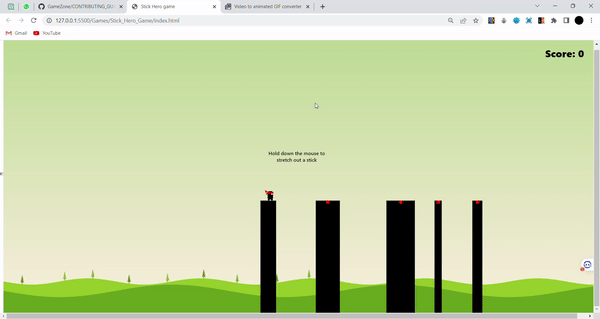 GameZone/CONTRIBUTING_GUI
Stick Hero game
Video to animated GIF converter
127.0.0.1:5500/Games/Stick_Hero_Game/index.html
Gmail
YouTube
Score: 0
Hold down the mouse to
stretch out a stick